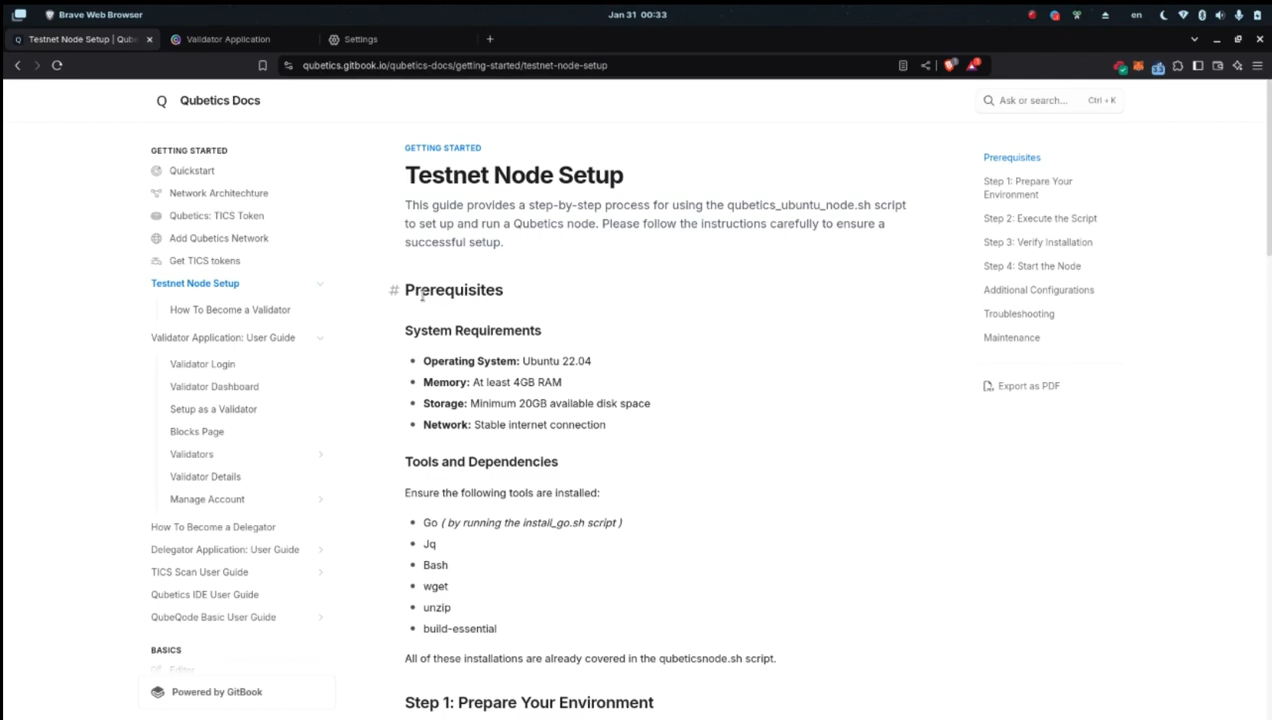 Brave Web Browser
Jan 31 00:33
en
Testnet Node Setup | Qube
Validator Application
Settings
qubetics.gitbook.io/qubetics-docs/getting-started/testnet-node-setup
Q Qubetics Docs
Ask or search... Ctrl + K
GETTING STARTED
Quickstart
Network Architechture
Qubetics: TICS Token
Add Qubetics Network
Get TICS tokens
Testnet Node Setup
How To Become a Validator
Validator Application: User Guide
Validator Login
Validator Dashboard
Setup as a Validator
Blocks Page
Validators
Validator Details
Manage Account
How To Become a Delegator
Delegator Application: User Guide
TICS Scan User Guide
Qubetics IDE User Guide
QubeQode Basic User Guide
BASICS
Editor
Powered by GitBook
GETTING STARTED
Testnet Node Setup
This guide provides a step-by-step process for using the qubetics_ubuntu_node.sh script
to set up and run a Qubetics node. Please follow the instructions carefully to ensure a
successful setup.
# Prerequisites
System Requirements
• Operating System: Ubuntu 22.04
• Memory: At least 4GB RAM
• Storage: Minimum 20GB available disk space
• Network: Stable internet connection
Tools and Dependencies
Ensure the following tools are installed:
• Go ( by running the install_go.sh script )
• Jq
• Bash
• wget
• unzip
• build-essential
All of these installations are already covered in the qubeticsnode.sh script.
Step 1: Prepare Your Environment
Prerequisites
Step 1: Prepare Your
Environment
Step 2: Execute the Script
Step 3: Verify Installation
Step 4: Start the Node
Additional Configurations
Troubleshooting
Maintenance
Export as PDF